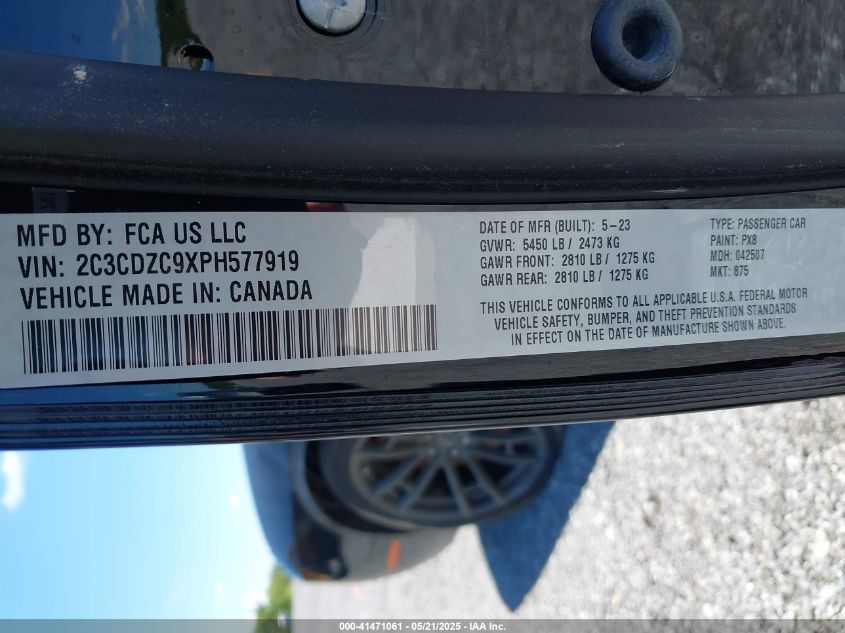 MFD BY: FCA US LLC
VIN: 2C3CDZC9XPH577919
VEHICLE MADE IN: CANADA
DATE OF MFR (BUILT): 5-23
GVWR: 5450 LB / 2473 KG
GAWR FRONT: 2810 LB / 1275 KG
GAWR REAR: 2810 LB / 1275 KG
TYPE: PASSENGER CAR
PAINT: PX8
MDH: 042507
MKT: 875
THIS VEHICLE CONFORMS TO ALL APPLICABLE U.S.A. FEDERAL MOTOR
VEHICLE SAFETY, BUMPER, AND THEFT PREVENTION STANDARDS
IN EFFECT ON THE DATE OF MANUFACTURE SHOWN ABOVE.
000-41471061 - 05/21/2025 - IAA Inc.